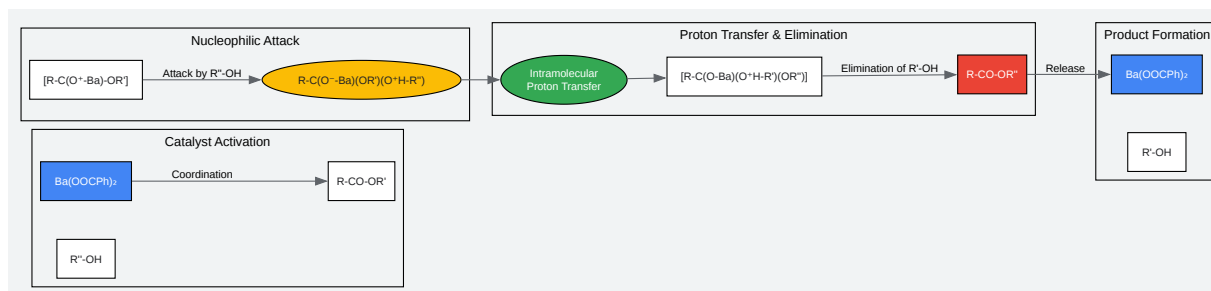 Nucleophilic Attack
[R-C(O⁺-Ba)-OR']
Attack by R''-OH
R-C(O⁻-Ba)(OR')(O⁺H-R'')
Proton Transfer & Elimination
Intramolecular
Proton Transfer
[R-C(O-Ba)(O⁺H-R')(OR'')]
Elimination of R'-OH
R-CO-OR''
Release
Product Formation
Ba(OOCPh)₂
R'-OH
Catalyst Activation
Ba(OOCPh)₂
Coordination
R-CO-OR'
R''-OH